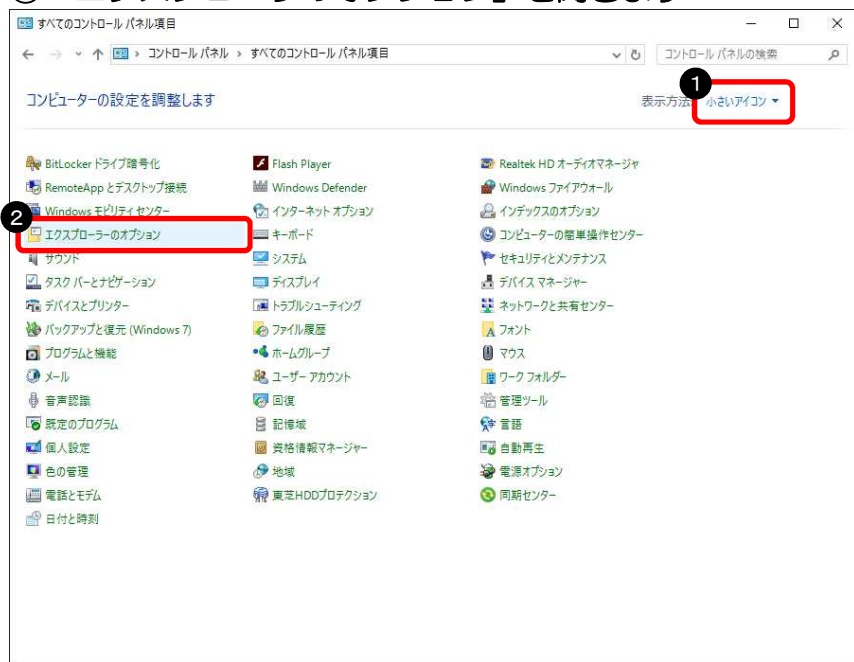 すべてのコントロール パネル項目
コントロール パネル › すべてのコントロール パネル項目
コントロール パネルの検索
コンピューターの設定を調整します
表示方法:
1
小さいアイコン
BitLocker ドライブ暗号化
Flash Player
Realtek HD オーディオマネージャ
RemoteApp とデスクトップ接続
Windows Defender
Windows ファイアウォール
Windows モビリティ センター
インターネット オプション
インデックスのオプション
2
エクスプローラーのオプション
キーボード
コンピューターの簡単操作センター
サウンド
システム
セキュリティとメンテナンス
タスク バーとナビゲーション
ディスプレイ
デバイス マネージャー
デバイスとプリンター
トラブルシューティング
ネットワークと共有センター
バックアップと復元 (Windows 7)
ファイル履歴
フォント
プログラムと機能
ホームグループ
マウス
メール
ユーザー アカウント
ワーク フォルダー
音声認識
回復
管理ツール
既定のプログラム
記憶域
言語
個人設定
資格情報マネージャー
自動再生
色の管理
地域
電源オプション
電話とモデム
東芝HDDプロテクション
同期センター
日付と時刻